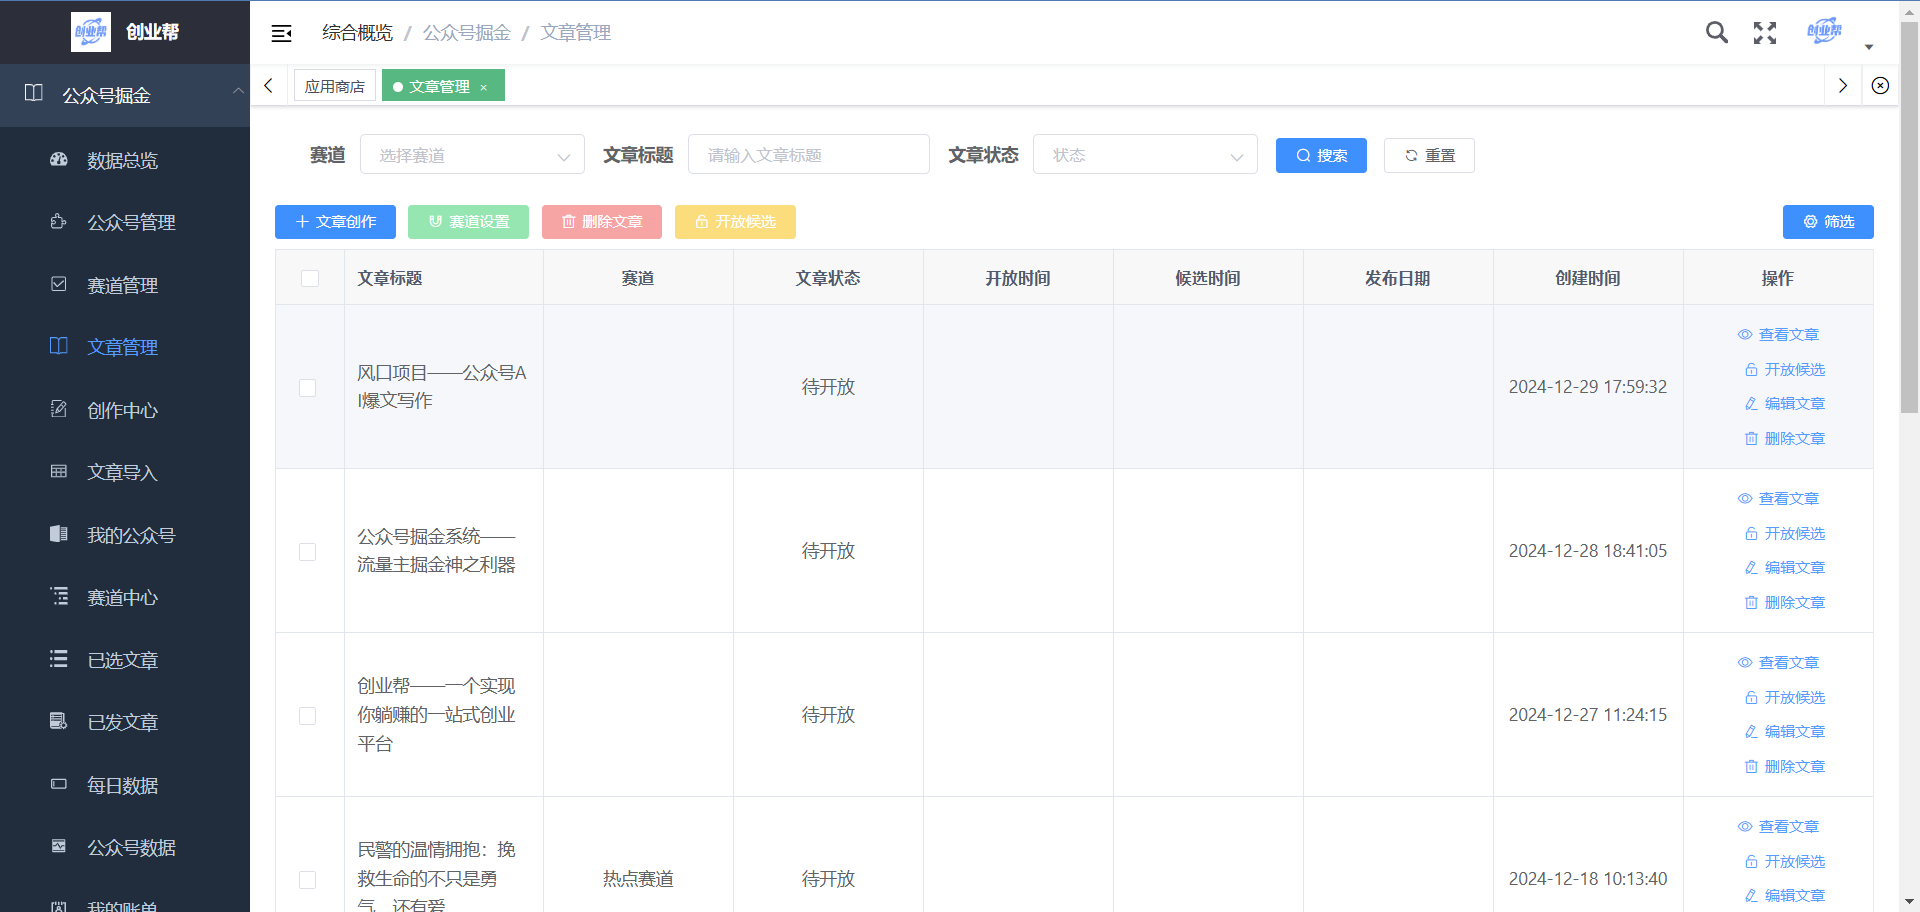 创业帮
综合概览 / 公众号掘金 / 文章管理
应用商店
文章管理 ×
公众号掘金
数据总览
公众号管理
赛道管理
文章管理
创作中心
文章导入
我的公众号
赛道中心
已选文章
已发文章
每日数据
公众号数据
我的账单
赛道 选择赛道 文章标题 请输入文章标题 文章状态 状态 搜索 重置
文章创作 赛道设置 删除文章 开放候选 筛选
文章标题 赛道 文章状态 开放时间 候选时间 发布日期 创建时间 操作
风口项目——公众号A
I爆文写作
待开放
2024-12-29 17:59:32
查看文章
开放候选
编辑文章
删除文章
公众号掘金系统——
流量主掘金神之利器
待开放
2024-12-28 18:41:05
查看文章
开放候选
编辑文章
删除文章
创业帮——一个实现
你躺赚的一站式创业
平台
待开放
2024-12-27 11:24:15
查看文章
开放候选
编辑文章
删除文章
民警的温情拥抱：挽
救生命的不只是勇
气，还有爱
热点赛道
待开放
2024-12-18 10:13:40
查看文章
开放候选
编辑文章